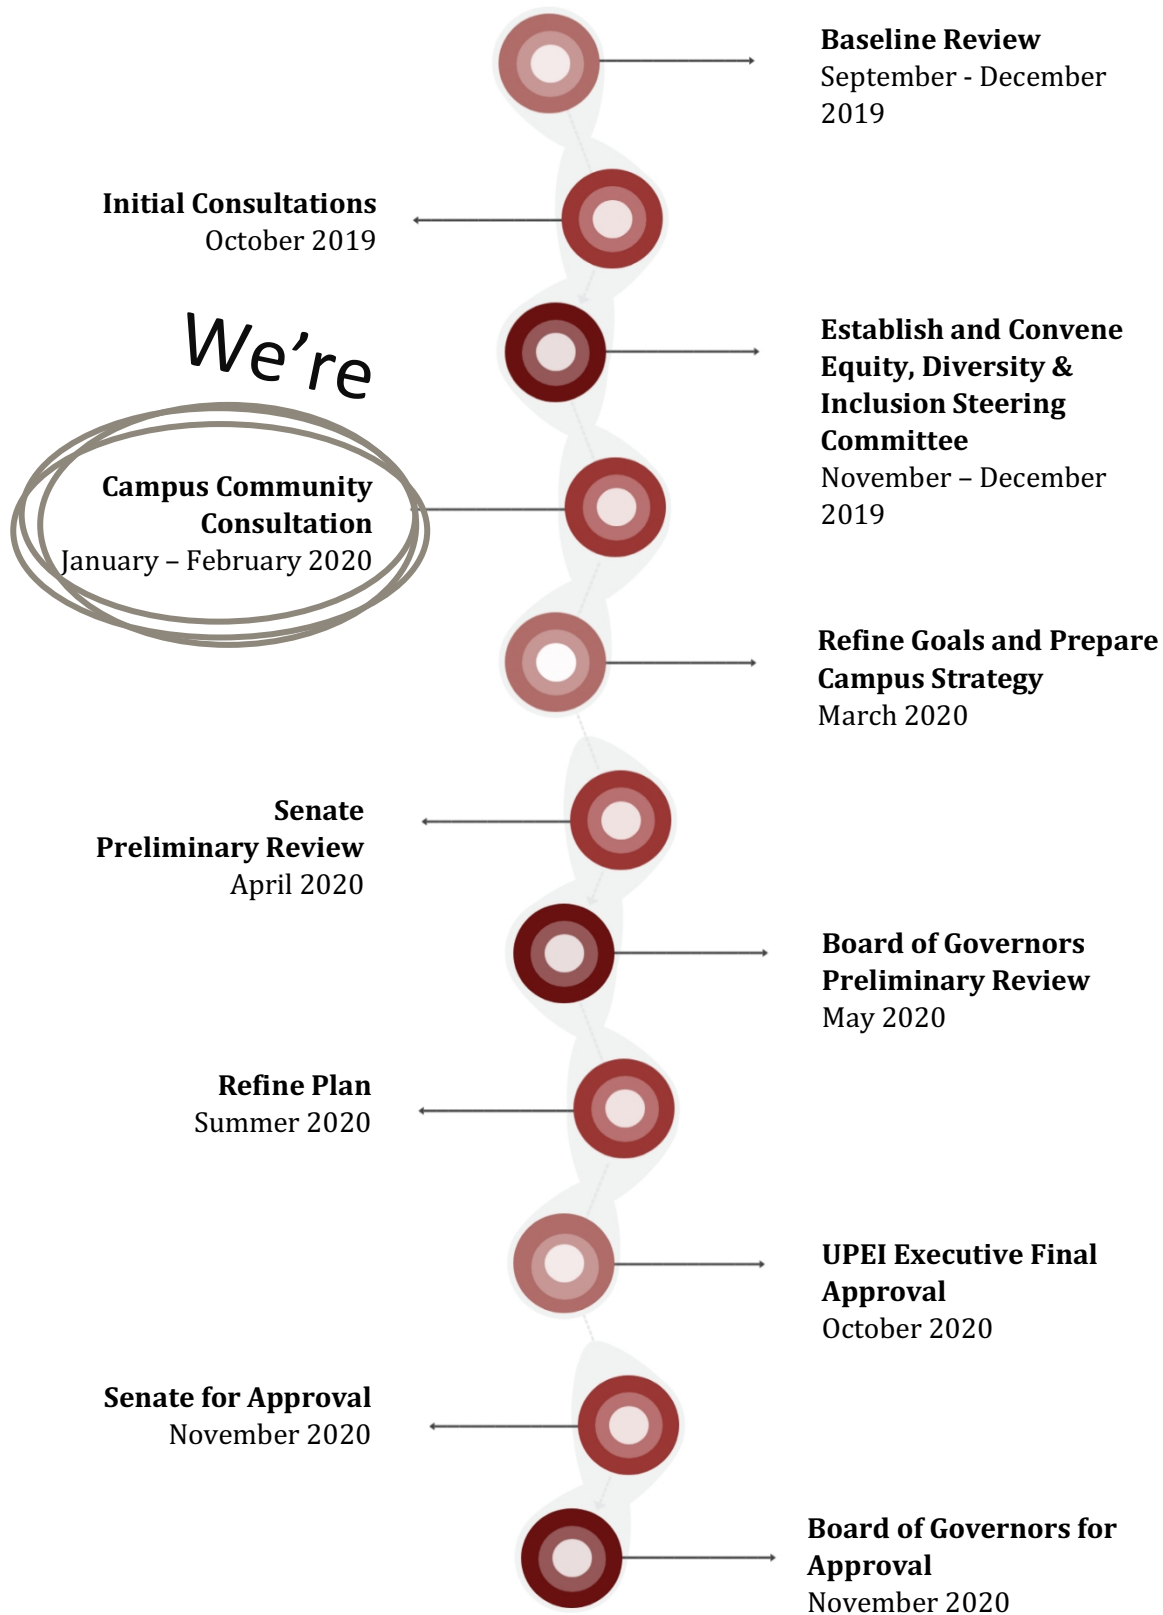 Baseline Review
September - December
2019
Initial Consultations
October 2019
Establish and Convene
Equity, Diversity &
Inclusion Steering
Committee
November – December
2019
We’re
Campus Community
Consultation
January – February 2020
Refine Goals and Prepare
Campus Strategy
March 2020
Senate
Preliminary Review
April 2020
Board of Governors
Preliminary Review
May 2020
Refine Plan
Summer 2020
UPEI Executive Final
Approval
October 2020
Senate for Approval
November 2020
Board of Governors for
Approval
November 2020